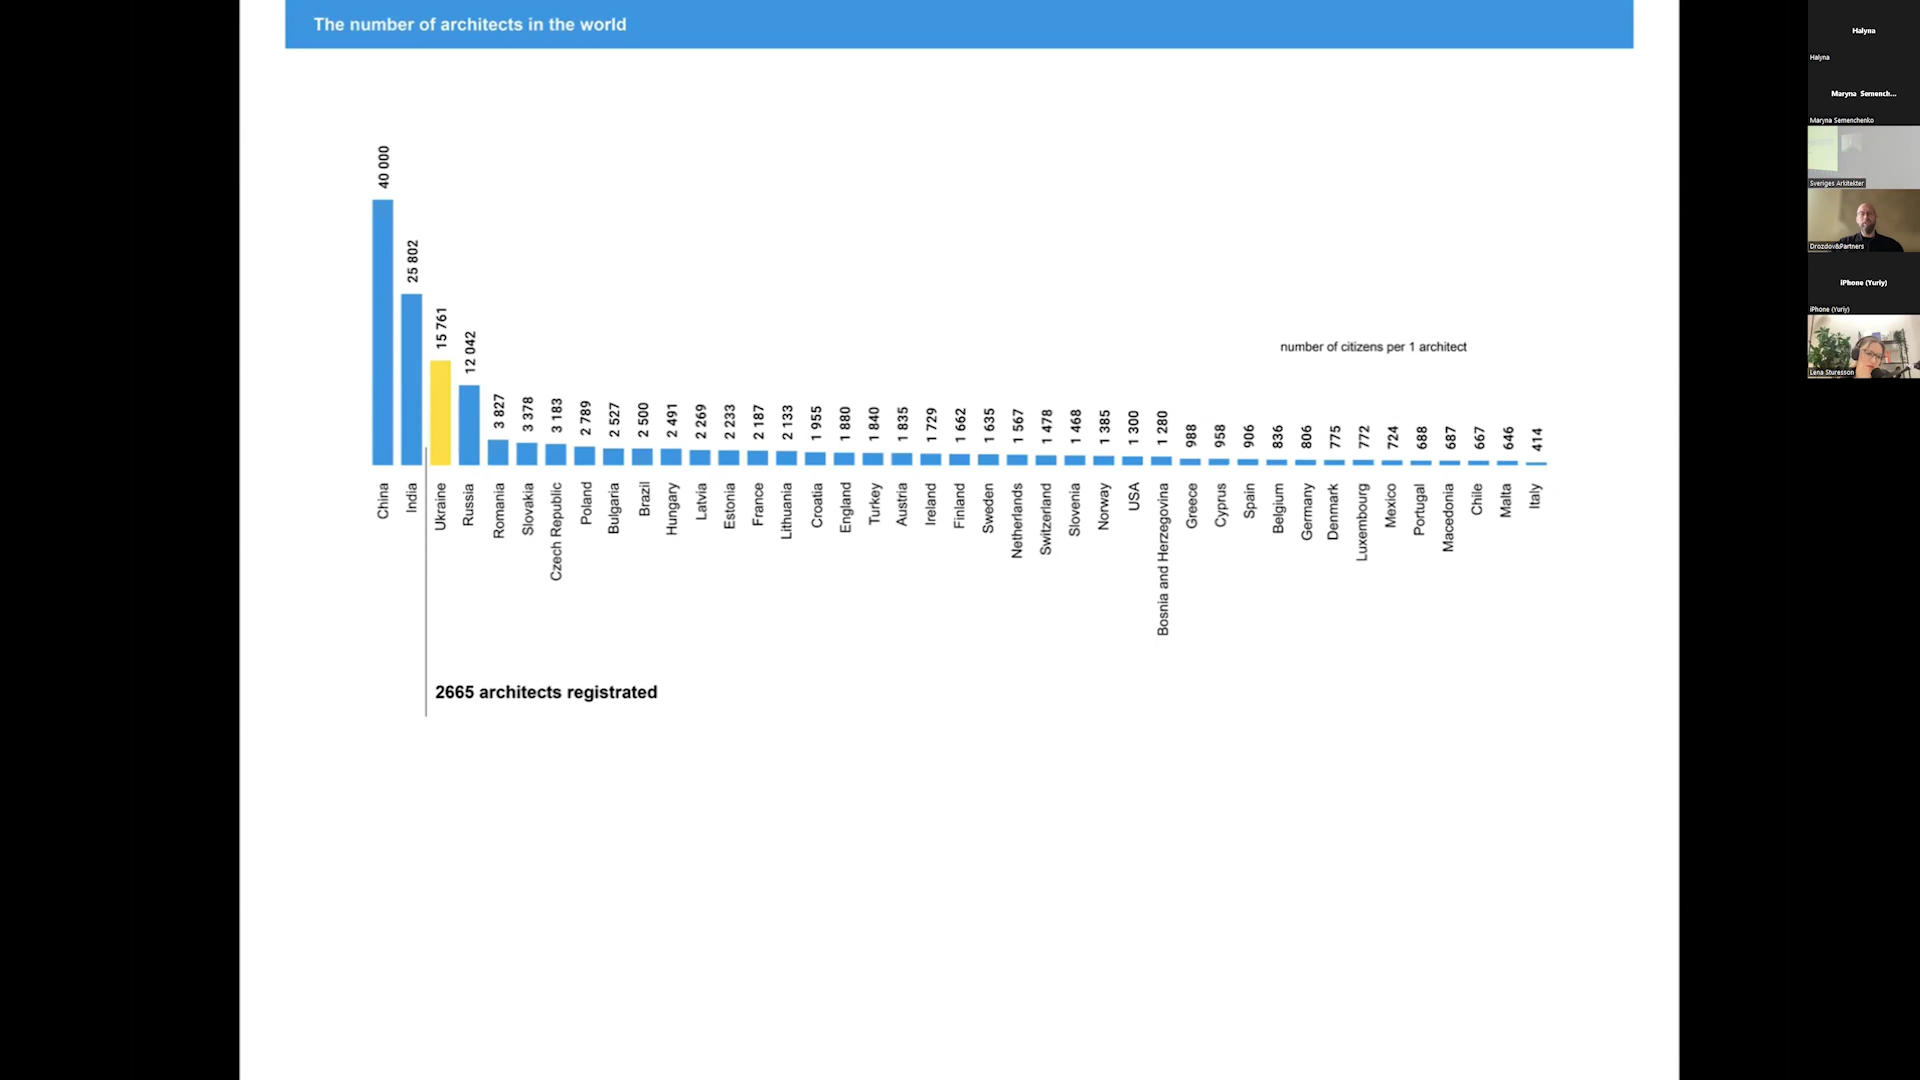 The number of architects in the world
40 000
25 802
15 761
12 042
3 827
3 378
3 183
2 789
2 527
2 500
2 491
2 269
2 233
2 187
2 133
1 955
1 880
1 840
1 835
1 729
1 662
1 635
1 567
1 478
1 468
1 385
1 300
1 280
988
958
906
836
806
775
772
724
688
687
667
646
414
number of citizens per 1 architect
China
India
Ukraine
Russia
Romania
Slovakia
Czech Republic
Poland
Bulgaria
Brazil
Hungary
Latvia
Estonia
France
Lithuania
Croatia
England
Turkey
Austria
Ireland
Finland
Sweden
Netherlands
Switzerland
Slovenia
Norway
USA
Bosnia and Herzegovina
Greece
Cyprus
Spain
Belgium
Germany
Denmark
Luxembourg
Mexico
Portugal
Macedonia
Chile
Malta
Italy
2665 architects registrated
Halyna
Halyna
Maryna Semench...
Maryna Semenchenko
Sveriges Arkitekter
Drozdov&Partners
iPhone (Yuriy)
iPhone (Yuriy)
Lena Sturesson